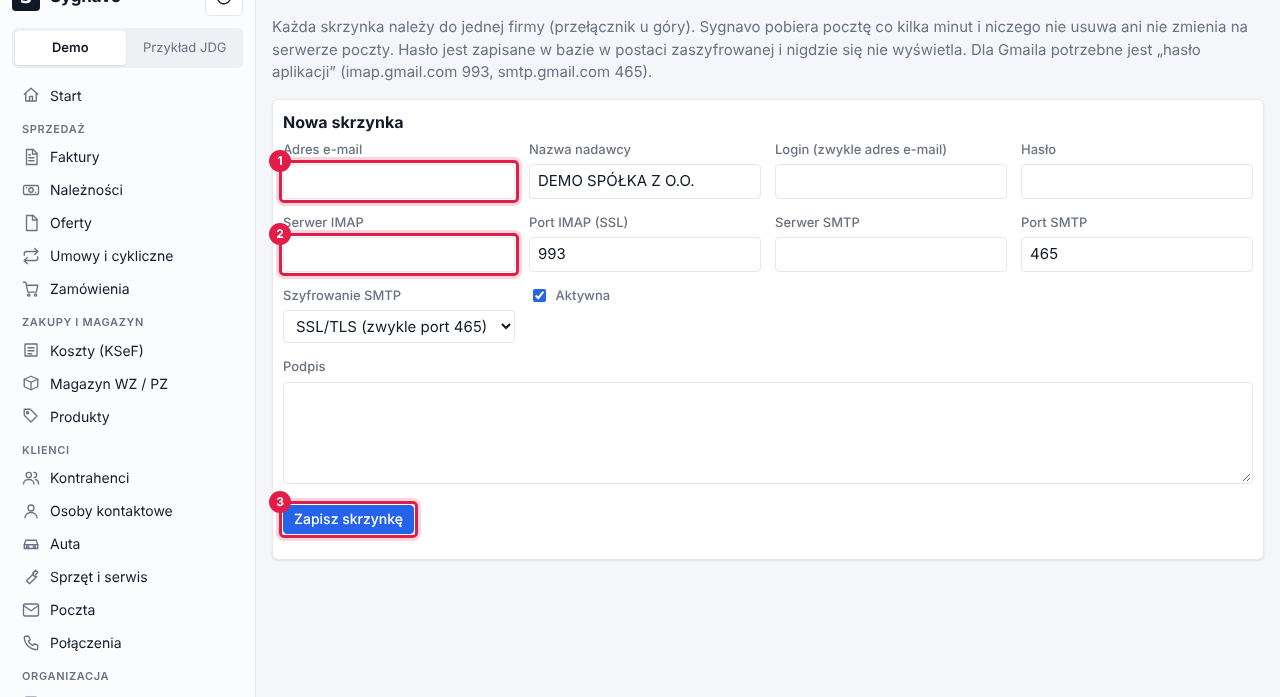 Demo
Przykład JDG
Start
SPRZEDAŻ
Faktury
Należności
Oferty
Umowy i cykliczne
Zamówienia
ZAKUPY I MAGAZYN
Koszty (KSeF)
Magazyn WZ / PZ
Produkty
KLIENCI
Kontrahenci
Osoby kontaktowe
Auta
Sprzęt i serwis
Poczta
Połączenia
ORGANIZACJA
Każda skrzynka należy do jednej firmy (przełącznik u góry). Sygnavo pobiera pocztę co kilka minut i niczego nie usuwa ani nie zmienia na
serwerze poczty. Hasło jest zapisane w bazie w postaci zaszyfrowanej i nigdzie się nie wyświetla. Dla Gmaila potrzebne jest „hasło
aplikacji” (imap.gmail.com 993, smtp.gmail.com 465).
Nowa skrzynka
Adres e-mail
Nazwa nadawcy
Login (zwykle adres e-mail)
Hasło
1
DEMO SPÓŁKA Z O.O.
Serwer IMAP
Port IMAP (SSL)
Serwer SMTP
Port SMTP
2
993
465
Szyfrowanie SMTP
Aktywna
SSL/TLS (zwykle port 465)
Podpis
3
Zapisz skrzynkę